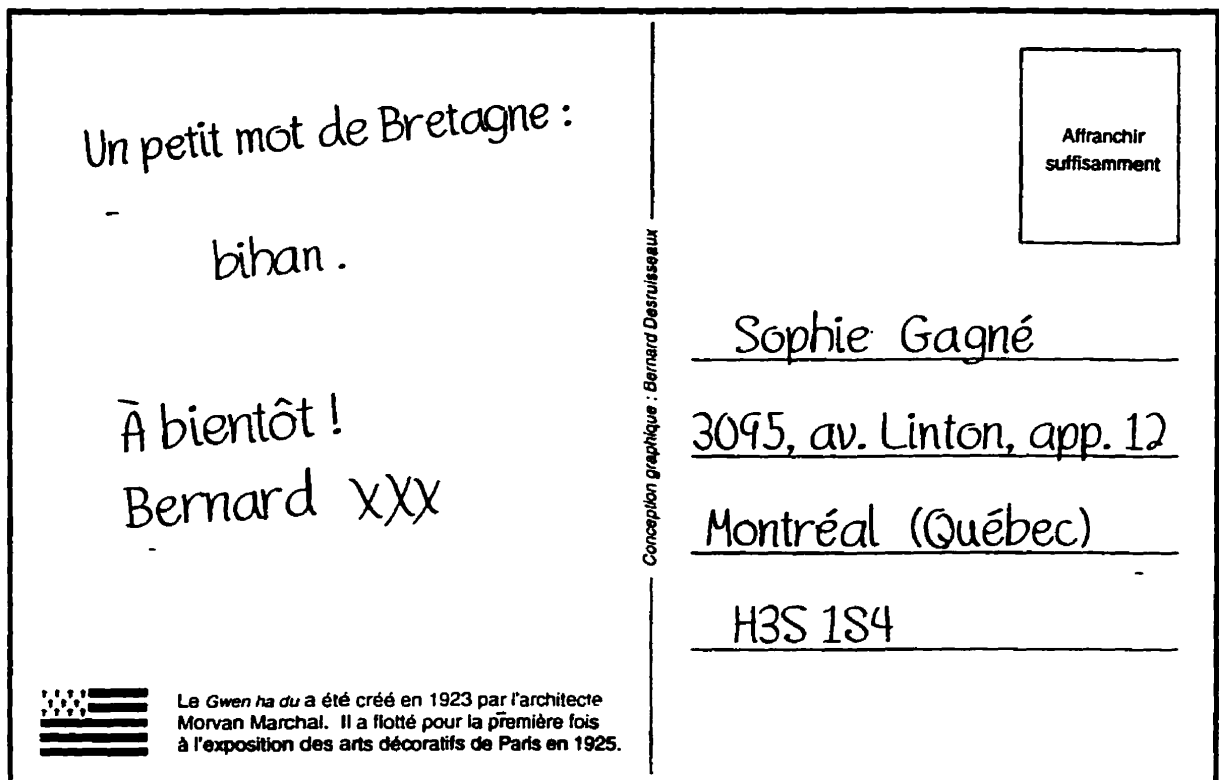 Un petit mot de Bretagne :
bihan.
À bientôt !
Bernard XXX
Le Gwen ha du a été créé en 1923 par l'architecte
Morvan Marchal. Il a flotté pour la première fois
à l'exposition des arts décoratifs de Paris en 1925.
Conception graphique : Bernard Desruisseaux
Affranchir
suffisamment
Sophie Gagné
3095, av. Linton, app. 12
Montréal (Québec)
H3S 1S4